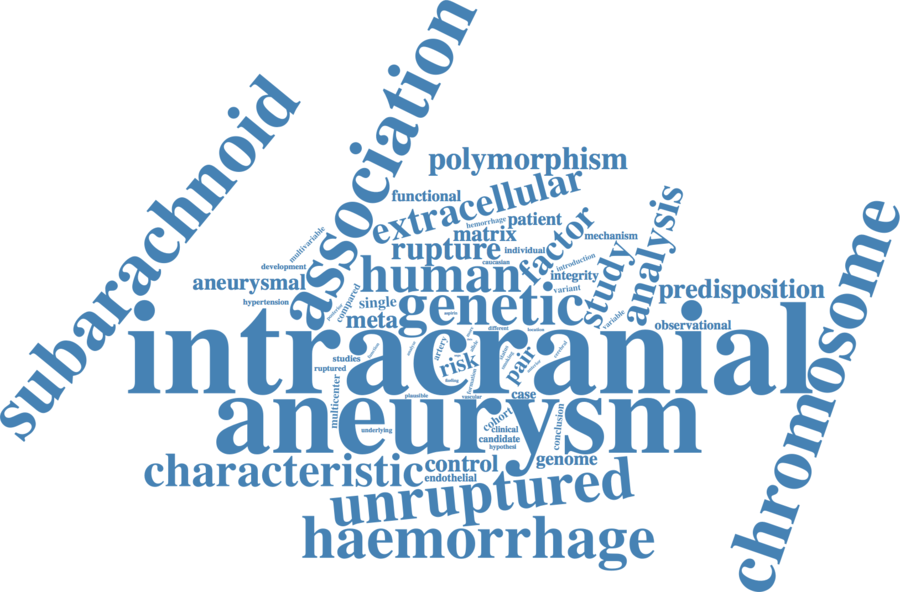 subarachnoid
association
polymorphism
functional
extracellular
hemorrhage
patient
matrix
factor
mechanism
multivariable
rupture
individual
caucasian
study
analysis
chromosome
development
human
introduction
integrity
aneurysmal
compared
variant
predisposition
hypertension
single
genetic
meta
variable
observational
different
location
intracranial
artery
studies
risk
pair
cerebral
smoking
ruptured
finding
formation
plausible
vascular
case
multicenter
aneurysm
cohort
conclusion
underlying
clinical
candidate
hypothesi
characteristic
control
genome
endothelial
unruptured
haemorrhage